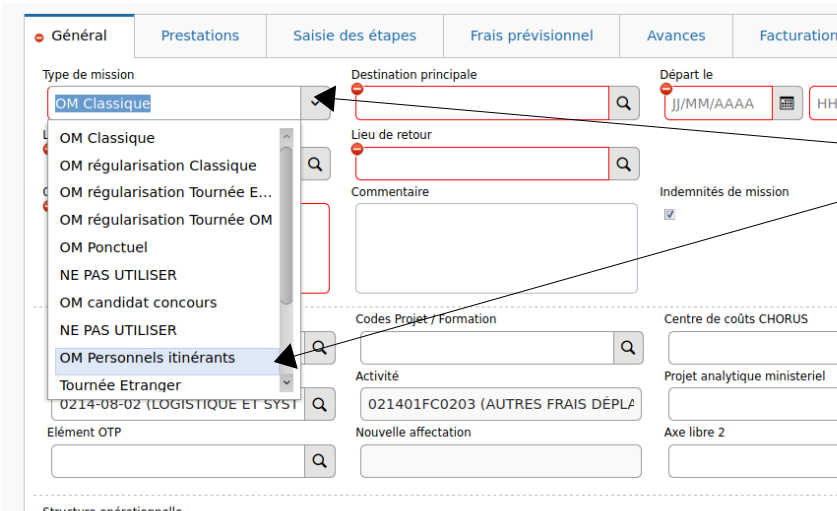 Général Prestations Saisie des étapes Frais prévisionnel Avances Facturation
Type de mission Destination principale Départ le
OM Classique JJ/MM/AAAA HH
Lieu de retour
Commentaire Indemnités de mission
OM Classique
OM régularisation Classique
OM régularisation Tournée E...
OM régularisation Tournée OM
OM Ponctuel
NE PAS UTILISER
OM candidat concours
NE PAS UTILISER
OM Personnels itinérants
Tournée Etranger
Codes Projet / Formation Centre de coûts CHORUS
Activité Projet analytique ministeriel
0214-08-02 (LOGISTIQUE ET SYST 021401FC0203 (AUTRES FRAIS DÉPLA
Elément OTP Nouvelle affectation Axe libre 2
Structure opérationnelle